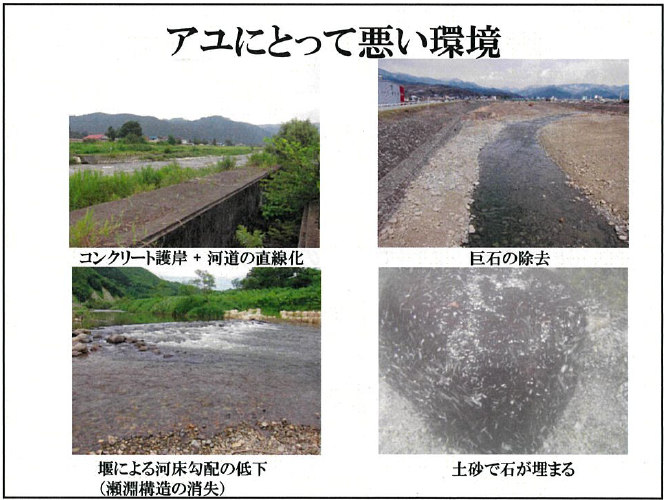 アユにとって悪い環境
コンクリート護岸 + 河道の直線化
巨石の除去
堰による河床勾配の低下
（瀬淵構造の消失）
土砂で石が埋まる